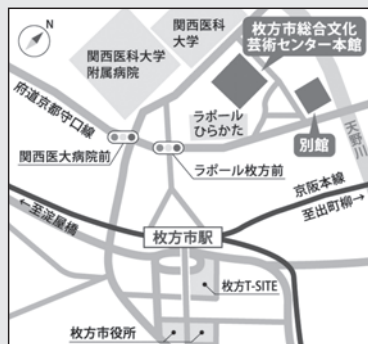 N
関西医科
大学
関西医科大学
附属病院
枚方市総合文化
芸術センター本館
府道京都守口線
ラポール
ひらかた
別館
天野川
関西医大病院前
ラポール枚方前
京阪本線
至出町柳→
←至淀屋橋
枚方市駅
枚方T-SITE
枚方市役所